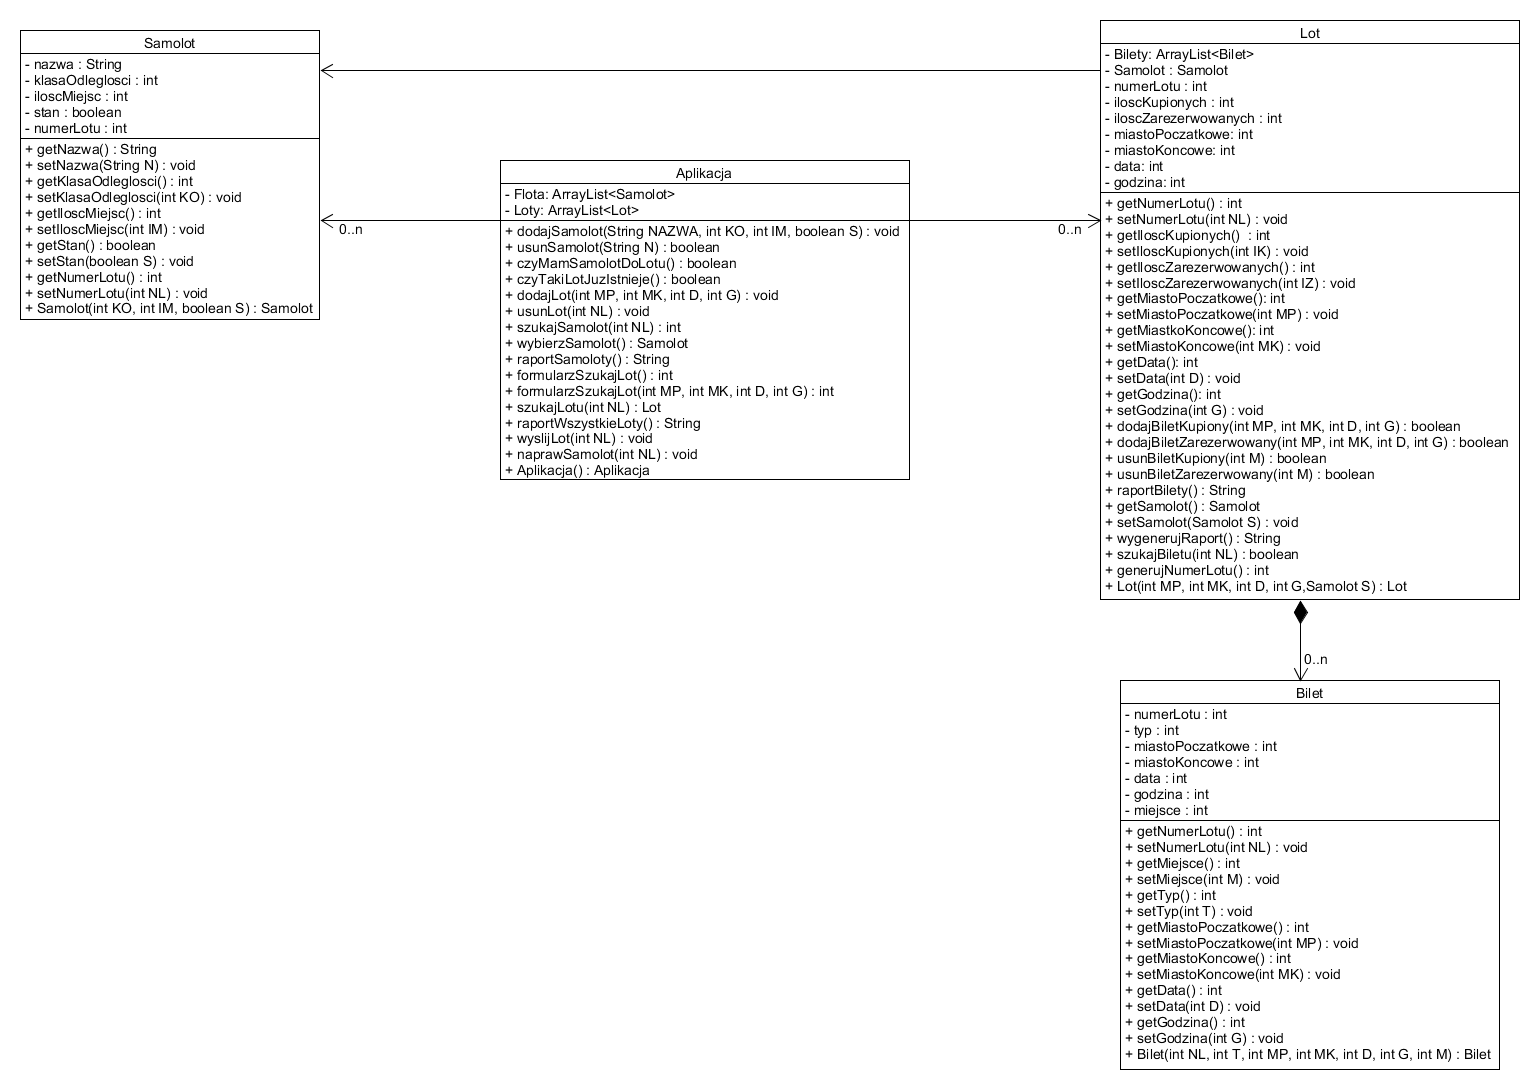 Samolot
- nazwa : String
- klasaOdleglosci : int
- iloscMiejsc : int
- stan : boolean
- numerLotu : int
+ getNazwa() : String
+ setNazwa(String N) : void
+ getKlasaOdleglosci() : int
+ setKlasaOdleglosci(int KO) : void
+ getIloscMiejsc() : int
+ setIloscMiejsc(int IM) : void
+ getStan() : boolean
+ setStan(boolean S) : void
+ getNumerLotu() : int
+ setNumerLotu(int NL) : void
+ Samolot(int KO, int IM, boolean S) : Samolot
0..n
Aplikacja
- Flota: ArrayList<Samolot>
- Loty: ArrayList<Lot>
+ dodajSamolot(String NAZWA, int KO, int IM, boolean S) : void
+ usunSamolot(String N) : boolean
+ czyMamSamolotDoLotu() : boolean
+ czyTakiLotJuzIstnieje() : boolean
+ dodajLot(int MP, int MK, int D, int G) : void
+ usunLot(int NL) : void
+ szukajSamolot(int NL) : int
+ wybierzSamolot() : Samolot
+ raportSamoloty() : String
+ formularzSzukajLot() : int
+ formularzSzukajLot(int MP, int MK, int D, int G) : int
+ szukajLotu(int NL) : Lot
+ raportWszystkieLoty() : String
+ wyslijLot(int NL) : void
+ naprawSamolot(int NL) : void
+ Aplikacja() : Aplikacja
0..n
Lot
- Bilety: ArrayList<Bilet>
- Samolot : Samolot
- numerLotu : int
- iloscKupionych : int
- iloscZarezerwowanych : int
- miastoPoczatkowe: int
- miastoKoncowe: int
- data: int
- godzina: int
+ getNumerLotu() : int
+ setNumerLotu(int NL) : void
+ getIloscKupionych() : int
+ setIloscKupionych(int IK) : void
+ getIloscZarezerwowanych() : int
+ setIloscZarezerwowanych(int IZ) : void
+ getMiastoPoczatkowe(): int
+ setMiastoPoczatkowe(int MP) : void
+ getMiastkoKoncowe(): int
+ setMiastoKoncowe(int MK) : void
+ getData(): int
+ setData(int D) : void
+ getGodzina(): int
+ setGodzina(int G) : void
+ dodajBiletKupiony(int MP, int MK, int D, int G) : boolean
+ dodajBiletZarezerwowany(int MP, int MK, int D, int G) : boolean
+ usunBiletKupiony(int M) : boolean
+ usunBiletZarezerwowany(int M) : boolean
+ raportBilety() : String
+ getSamolot() : Samolot
+ setSamolot(Samolot S) : void
+ wygenerujRaport() : String
+ szukajBiletu(int NL) : boolean
+ generujNumerLotu() : int
+ Lot(int MP, int MK, int D, int G,Samolot S) : Lot
0..n
Bilet
- numerLotu : int
- typ : int
- miastoPoczatkowe : int
- miastoKoncowe : int
- data : int
- godzina : int
- miejsce : int
+ getNumerLotu() : int
+ setNumerLotu(int NL) : void
+ getMiejsce() : int
+ setMiejsce(int M) : void
+ getTyp() : int
+ setTyp(int T) : void
+ getMiastoPoczatkowe() : int
+ setMiastoPoczatkowe(int MP) : void
+ getMiastoKoncowe() : int
+ setMiastoKoncowe(int MK) : void
+ getData() : int
+ setData(int D) : void
+ getGodzina() : int
+ setGodzina(int G) : void
+ Bilet(int NL, int T, int MP, int MK, int D, int G, int M) : Bilet